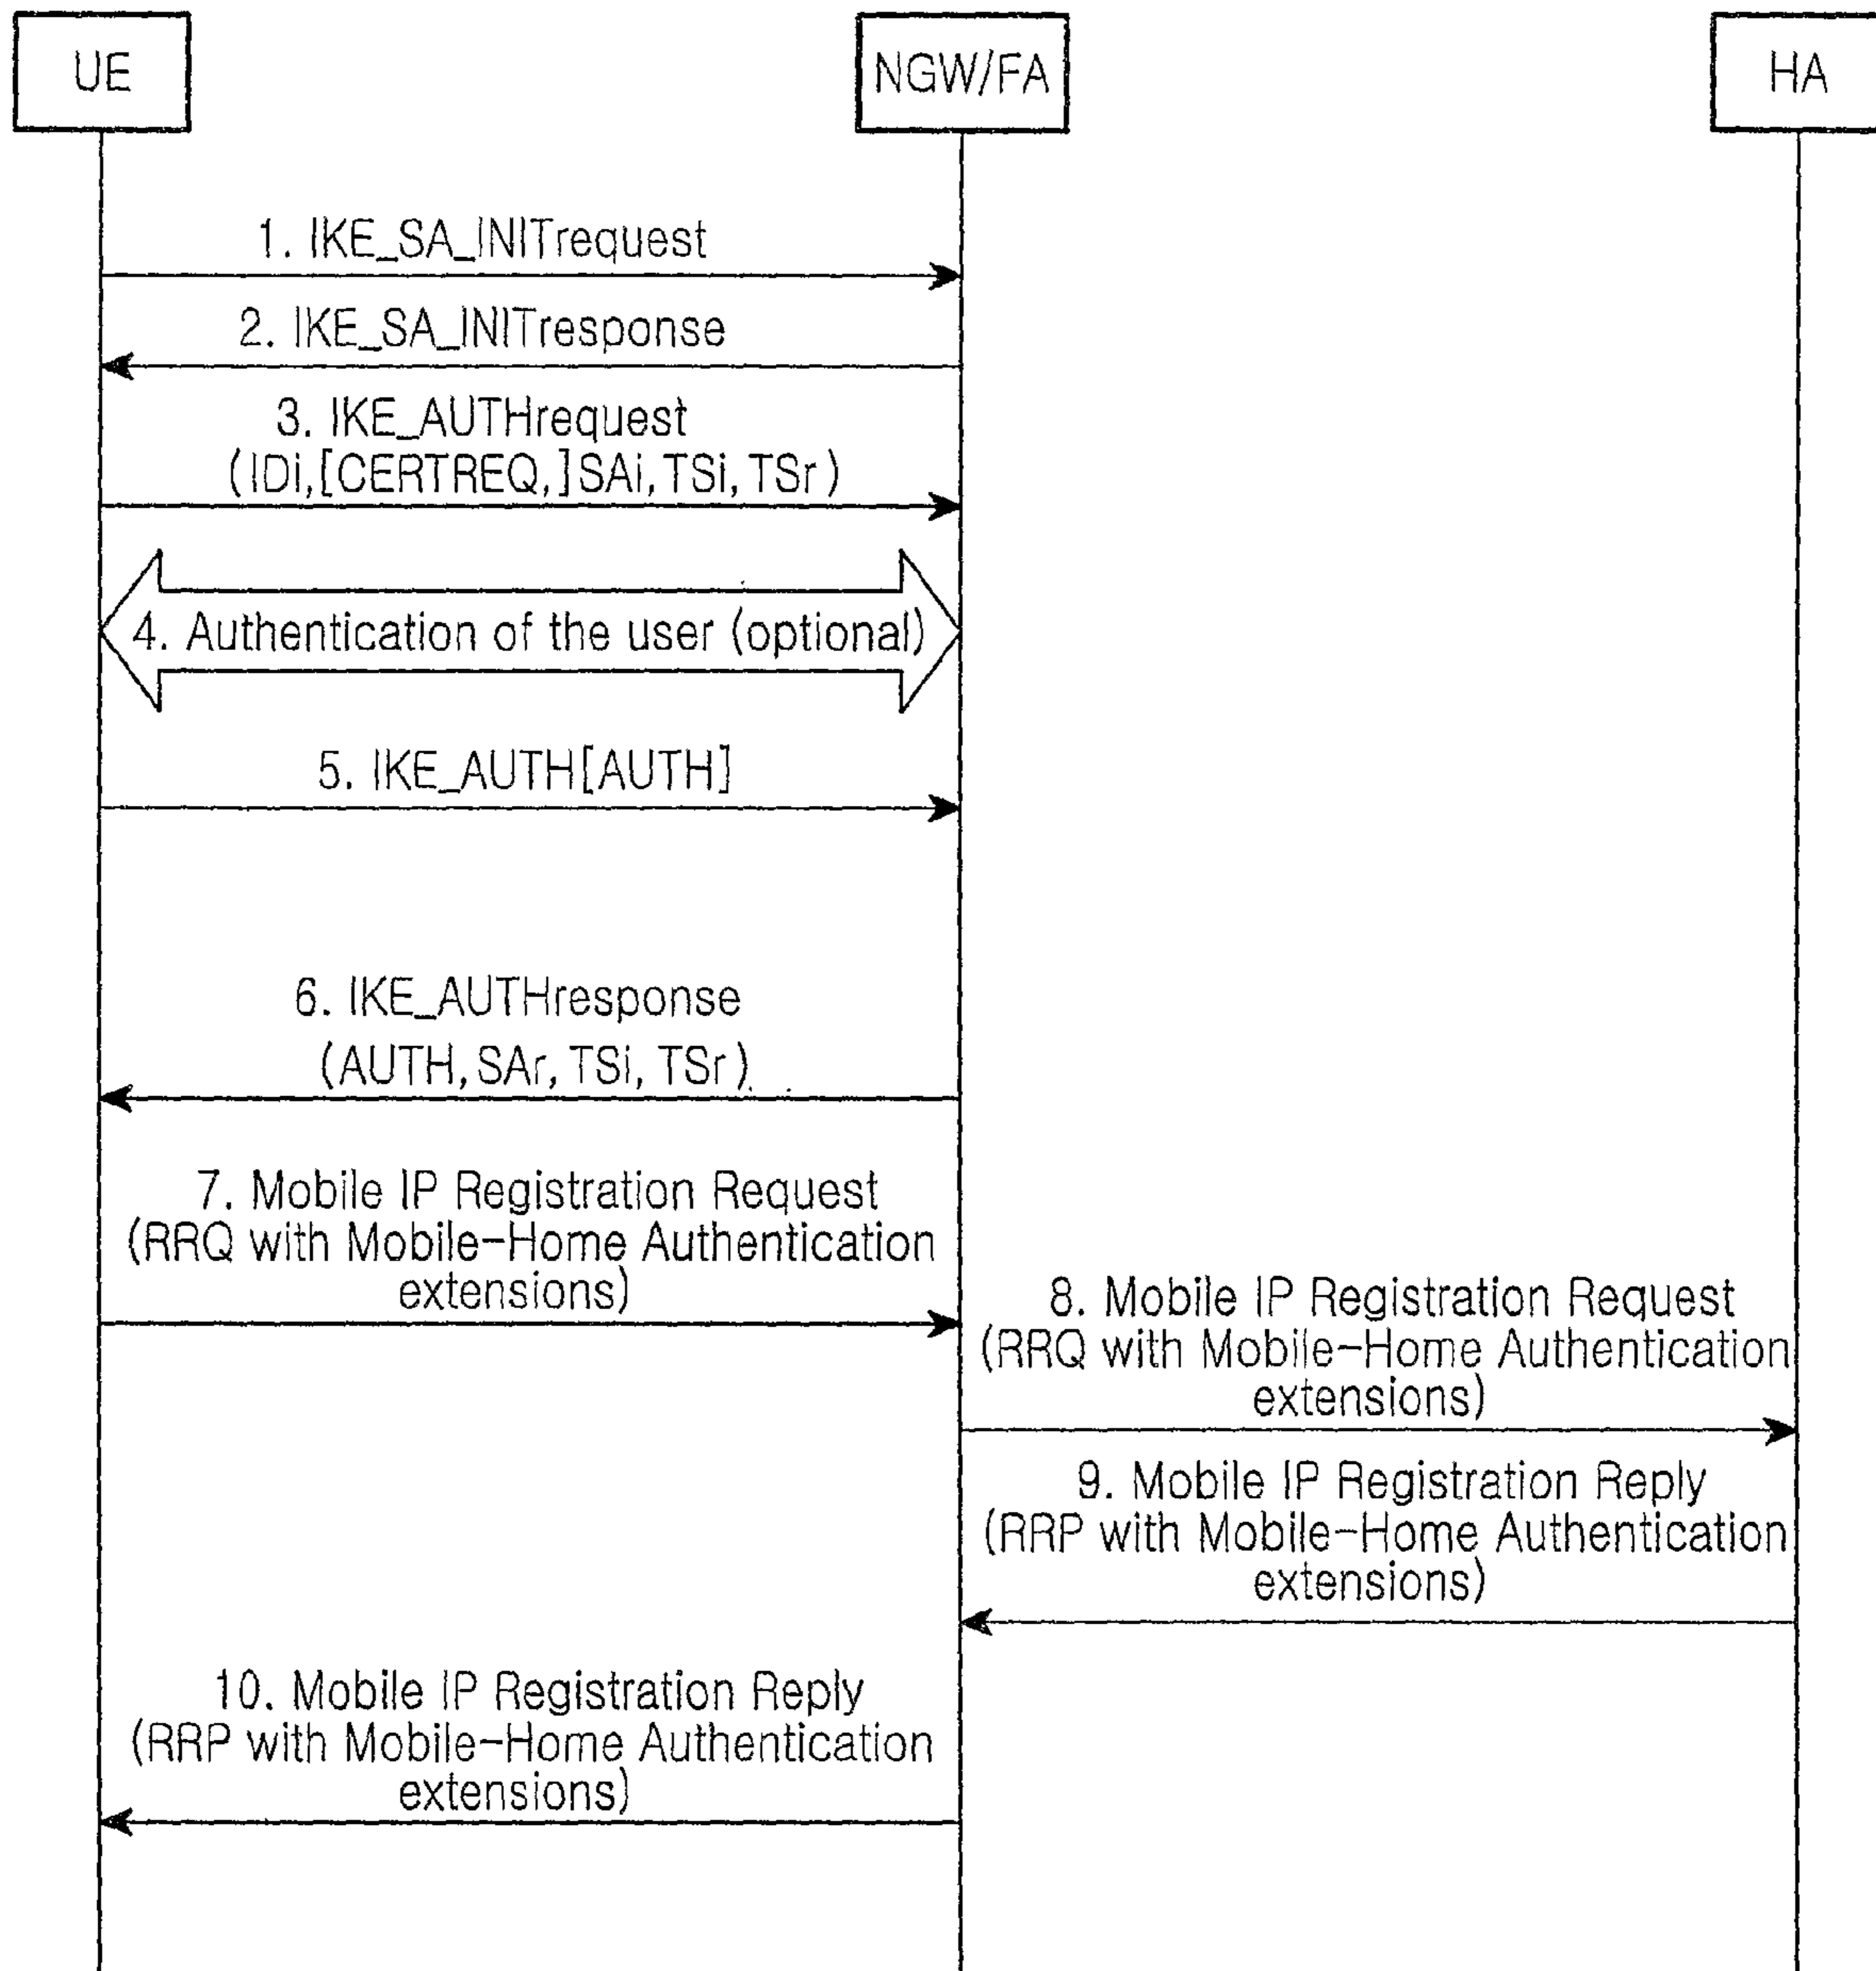 UE
NGW/FA
HA
1. IKE_SA_INITrequest
2. IKE_SA_INITresponse
3. IKE_AUTHrequest
(IDi,[CERTREQ,]SAi,TSi,TSr)
4. Authentication of the user (optional)
5. IKE_AUTH[AUTH]
6. IKE_AUTHresponse
(AUTH,SAr,TSi,TSr)
7. Mobile IP Registration Request
(RRQ with Mobile-Home Authentication
extensions)
8. Mobile IP Registration Request
(RRQ with Mobile-Home Authentication
extensions)
9. Mobile IP Registration Reply
(RRP with Mobile-Home Authentication
extensions)
10. Mobile IP Registration Reply
(RRP with Mobile-Home Authentication
extensions)